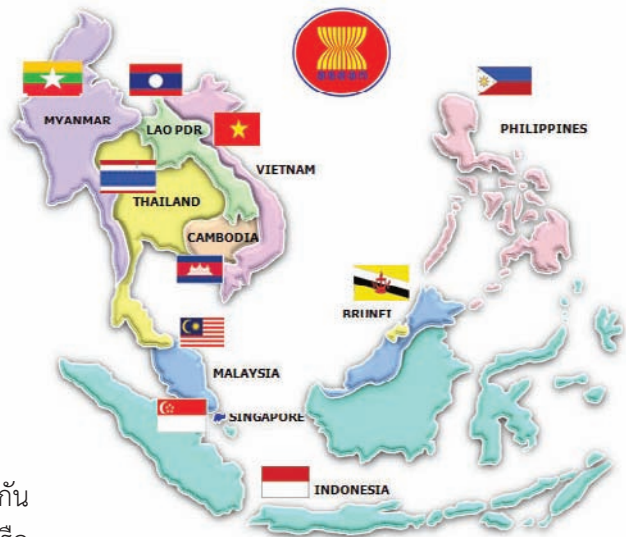 PHILIPPINES
MYANMAR
LAO PDR
VIETNAM
THAILAND
CAMBODIA
BRUNEI
MALAYSIA
SINGAPORE
INDONESIA
กัน